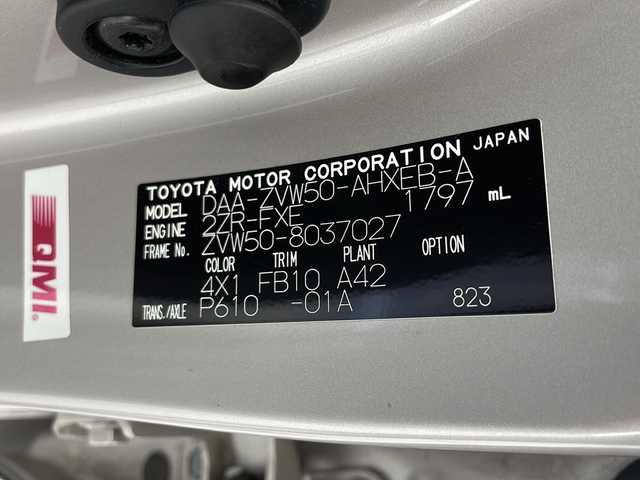 TOYOTA MOTOR CORPORATION JAPAN
MODEL DAA-ZVW50-AHXEB-A
ENGINE 2ZR-FXE 1797 mL
FRAME No. ZVW50-8037027
COLOR TRIM PLANT OPTION
4X1 FB10 A42
TRANS./AXLE P610 -01A 823
QMI®